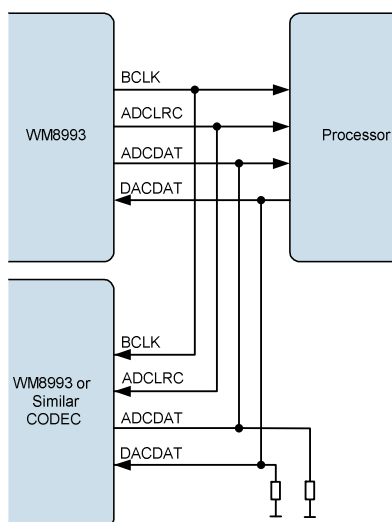 WM8993
BCLK
ADCLRC
ADCDAT
DACDAT
Processor
WM8993 or
Similar
CODEC
BCLK
ADCLRC
ADCDAT
DACDAT